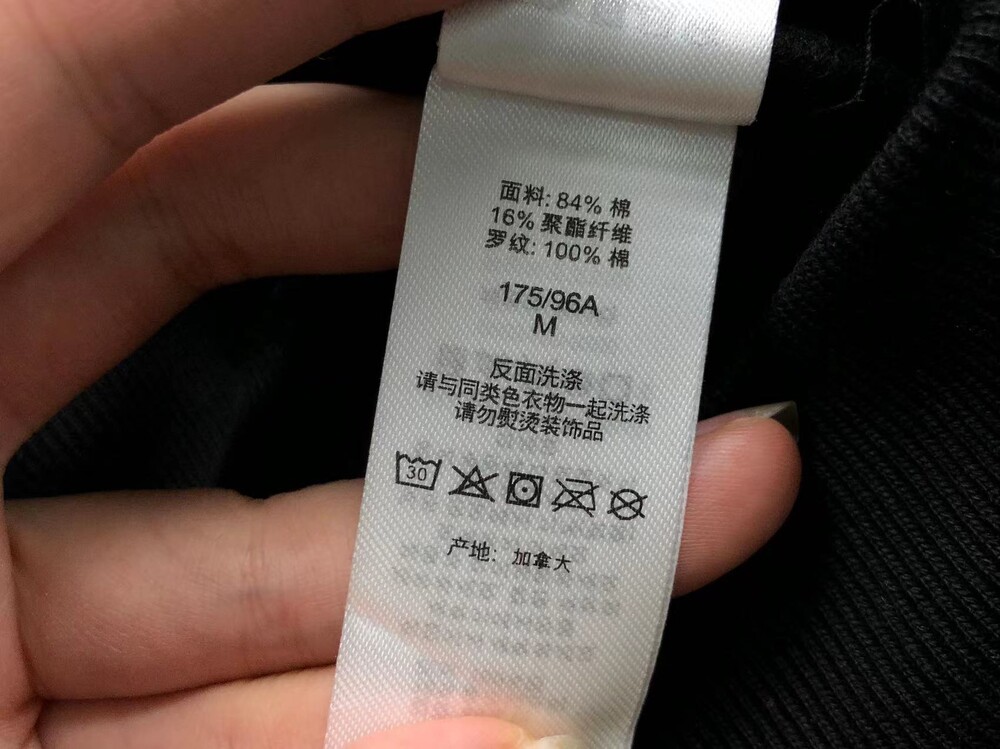 面料: 84% 棉
16% 聚酯纤维
罗纹: 100% 棉
175/96A
M
反面洗涤
请与同类色衣物一起洗涤
请勿熨烫装饰品
30
产地: 加拿大